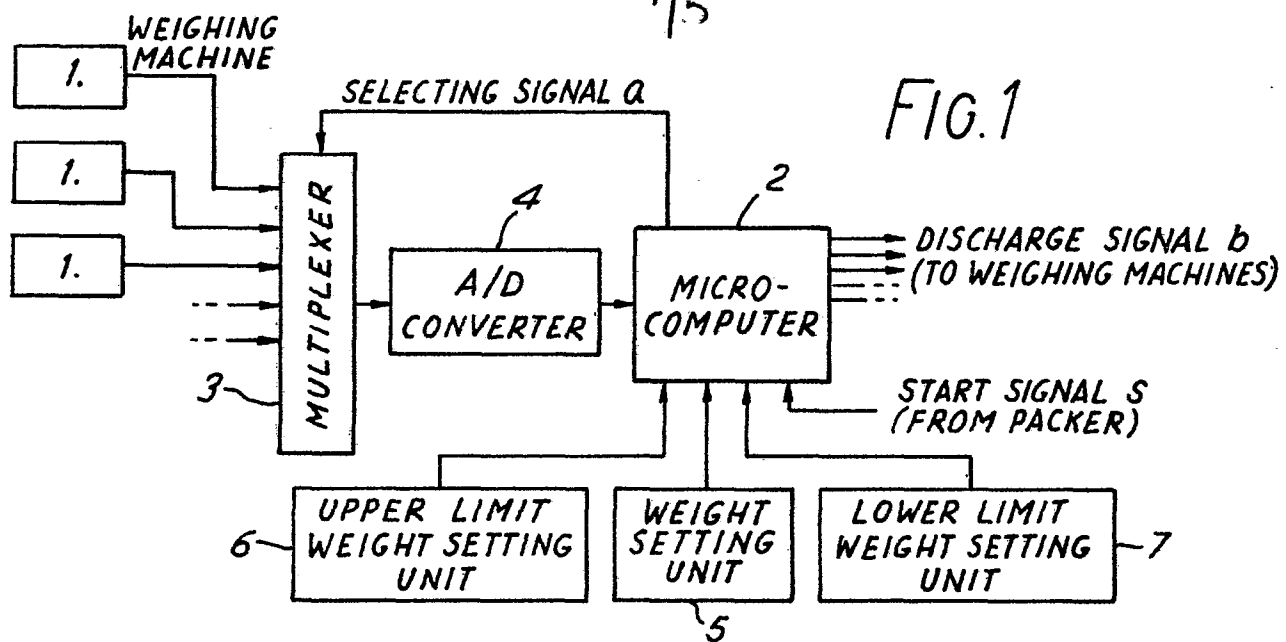 1/5
FIG.1
WEIGHING
MACHINE
1.
1.
1.
SELECTING SIGNAL a
MULTIPLEXER
3
4
A/D
CONVERTER
2
MICRO-
COMPUTER
DISCHARGE SIGNAL b
(TO WEIGHING MACHINES)
START SIGNAL S
(FROM PACKER)
6
UPPER LIMIT
WEIGHT SETTING
UNIT
WEIGHT
SETTING
UNIT
5
LOWER LIMIT
WEIGHT SETTING
UNIT
7